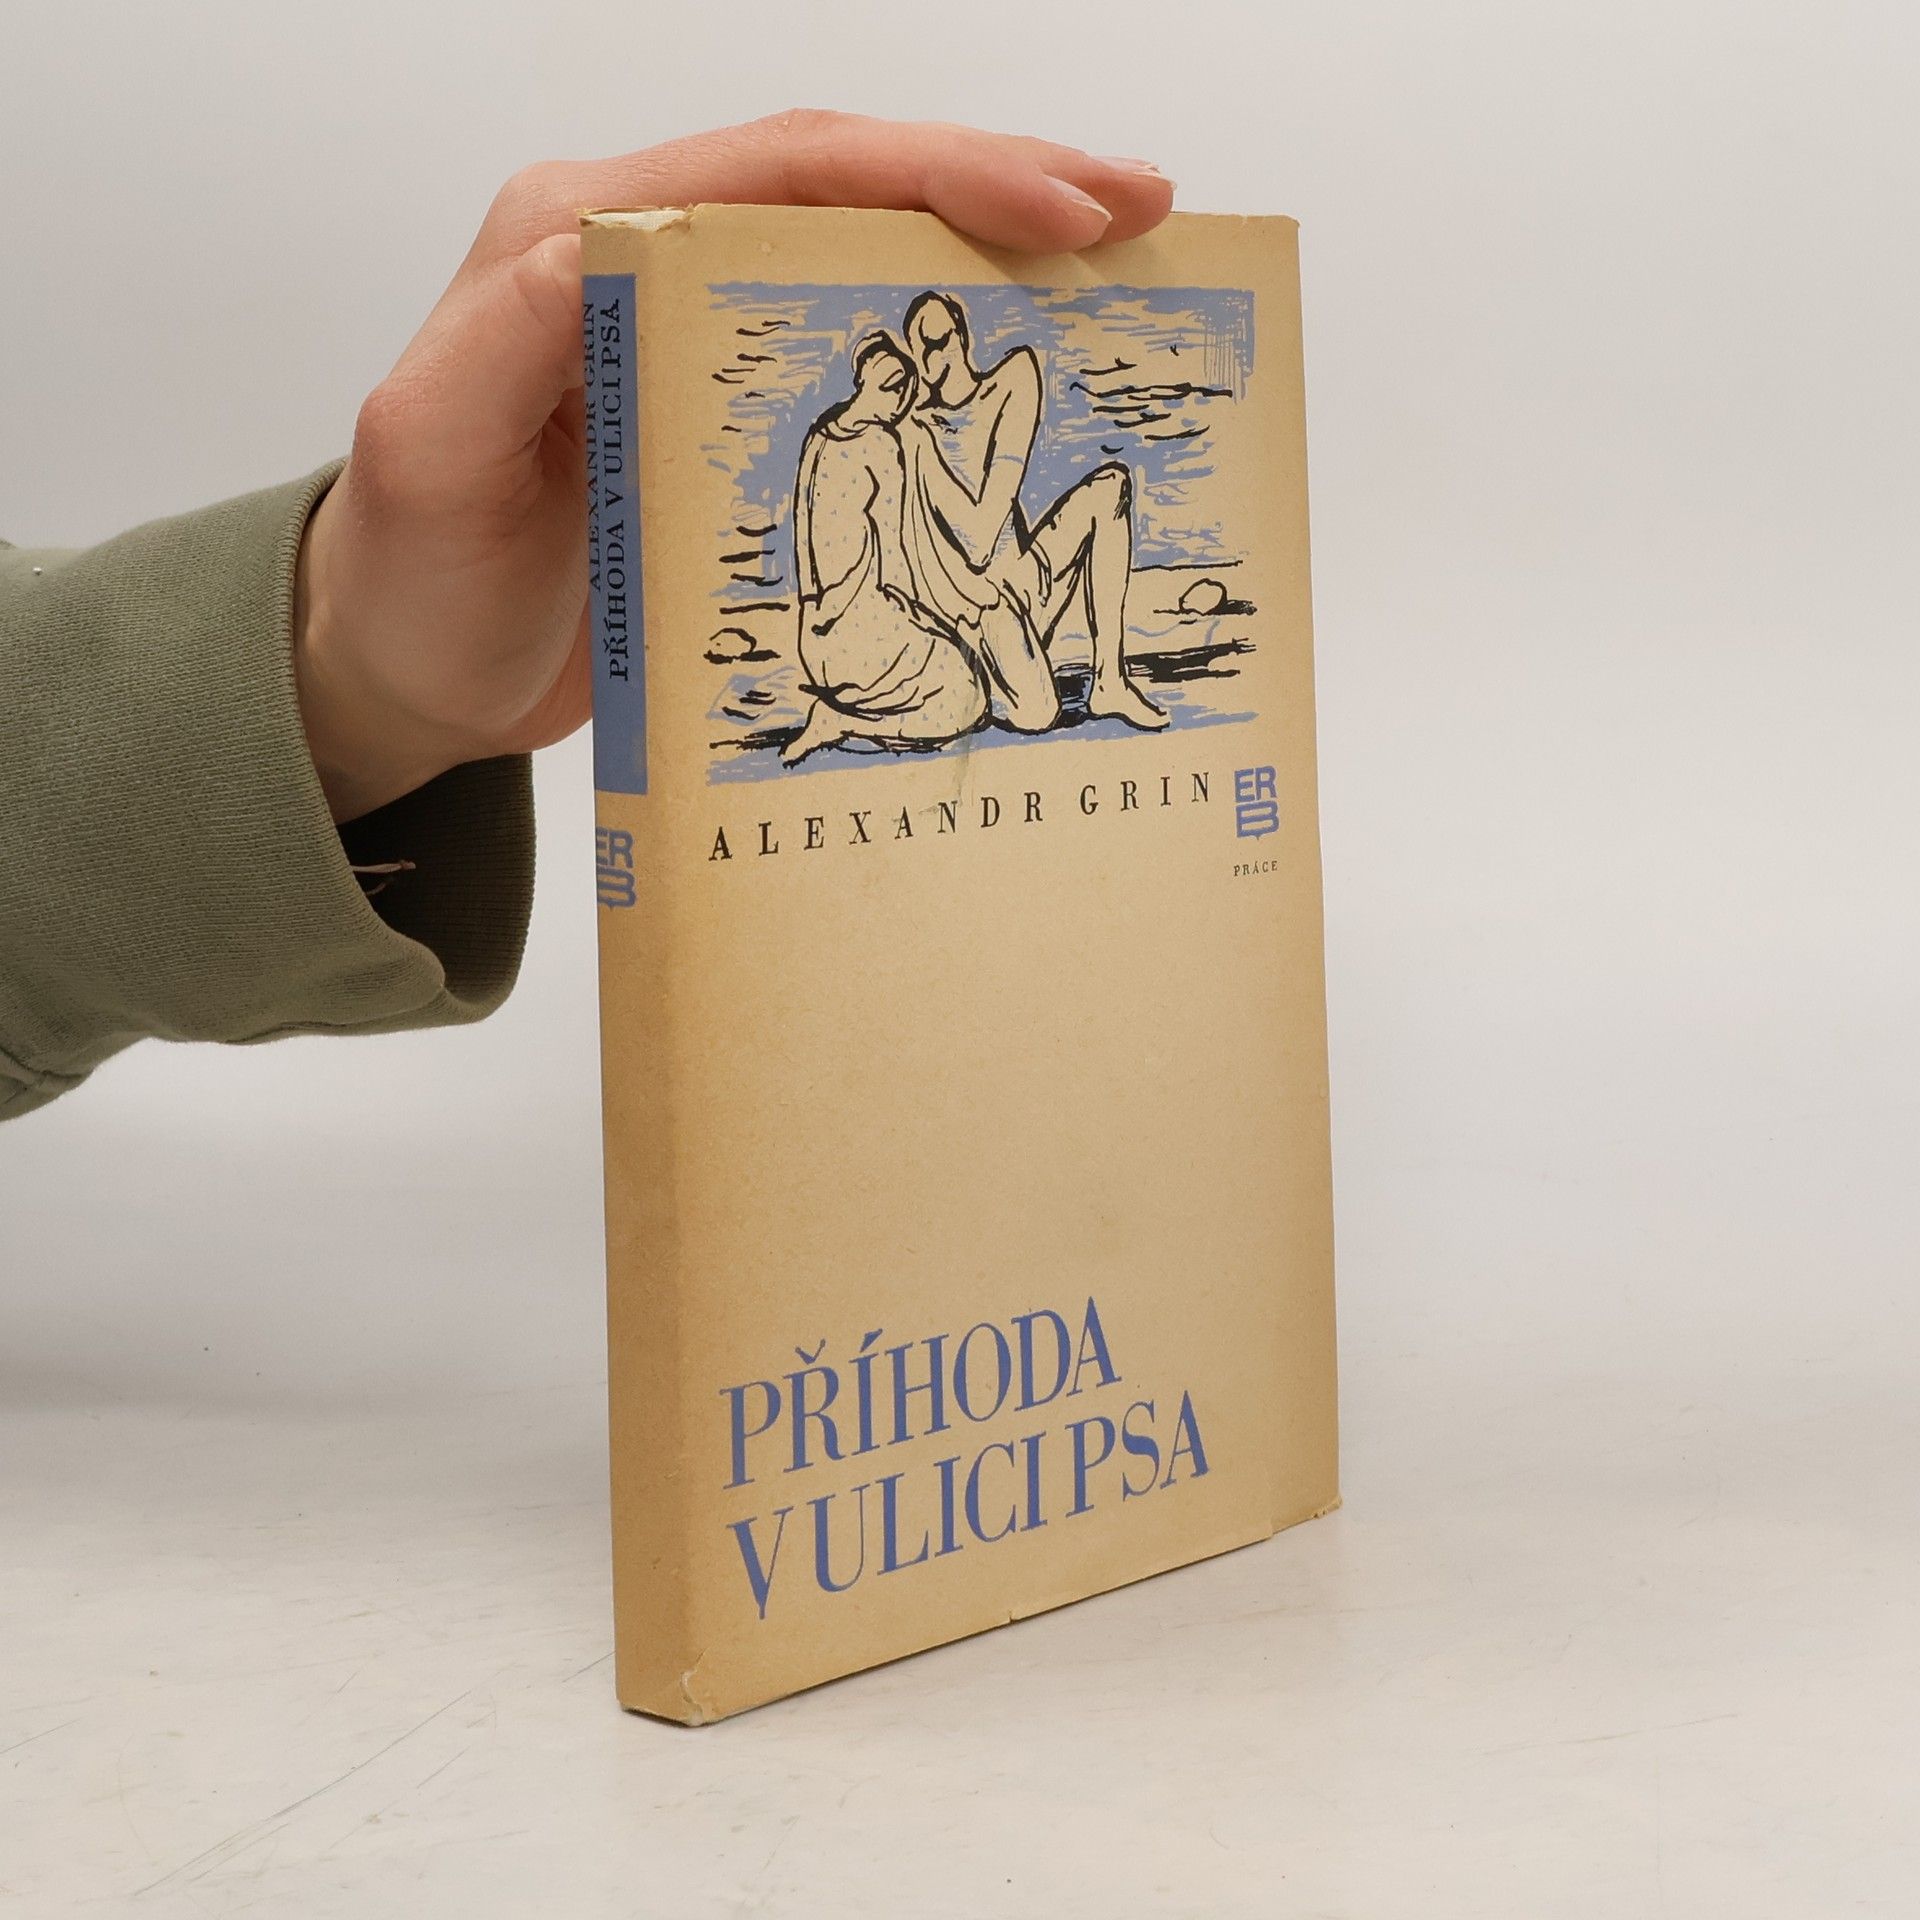 ALEXANDR GRIN
PŘÍHODA V ULICI PSA
ERB
ALEXANDR GRIN
ERB
PRÁCE
PŘÍHODA
V ULICI PSA